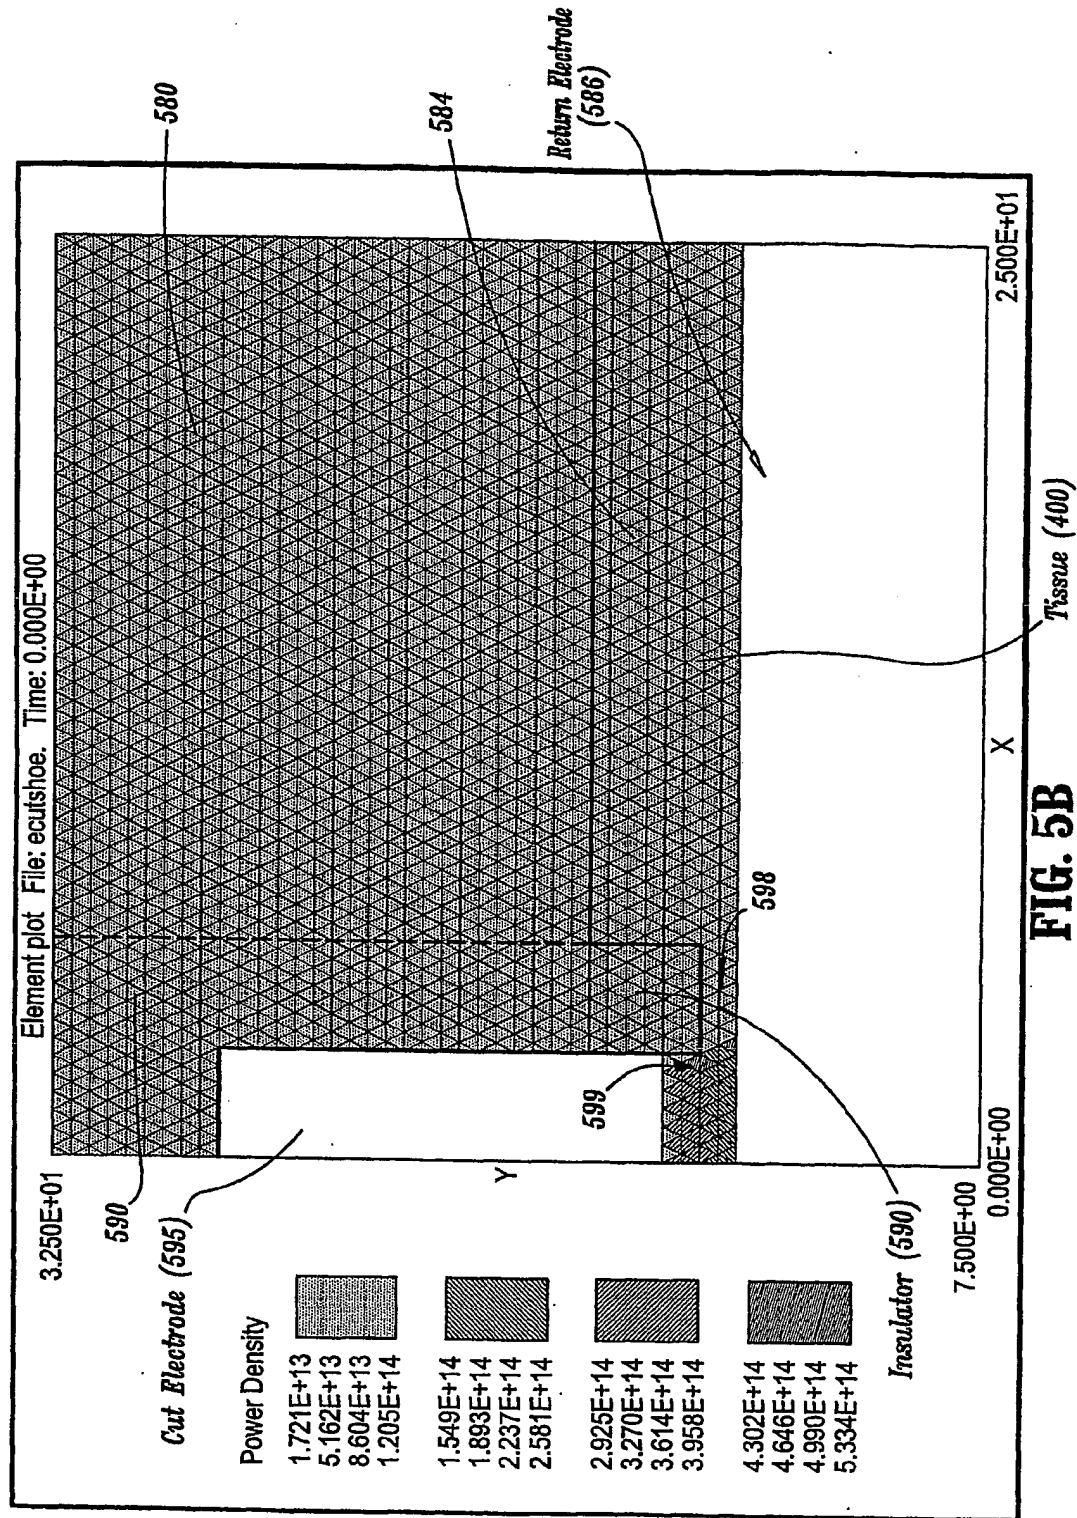 Element plot File: ecutshoe. Time: 0.000E+00
3.250E+01
590
580
584
Return Electrode
(586)
Cut Electrode (595)
Y
599
598
Power Density
1.721E+13
5.162E+13
8.604E+13
1.205E+14
1.549E+14
1.893E+14
2.237E+14
2.581E+14
2.925E+14
3.270E+14
3.614E+14
3.958E+14
4.302E+14
4.646E+14
4.990E+14
5.334E+14
Insulator (590)
7.500E+00
0.000E+00
X
2.500E+01
Tissue (400)
FIG. 5B